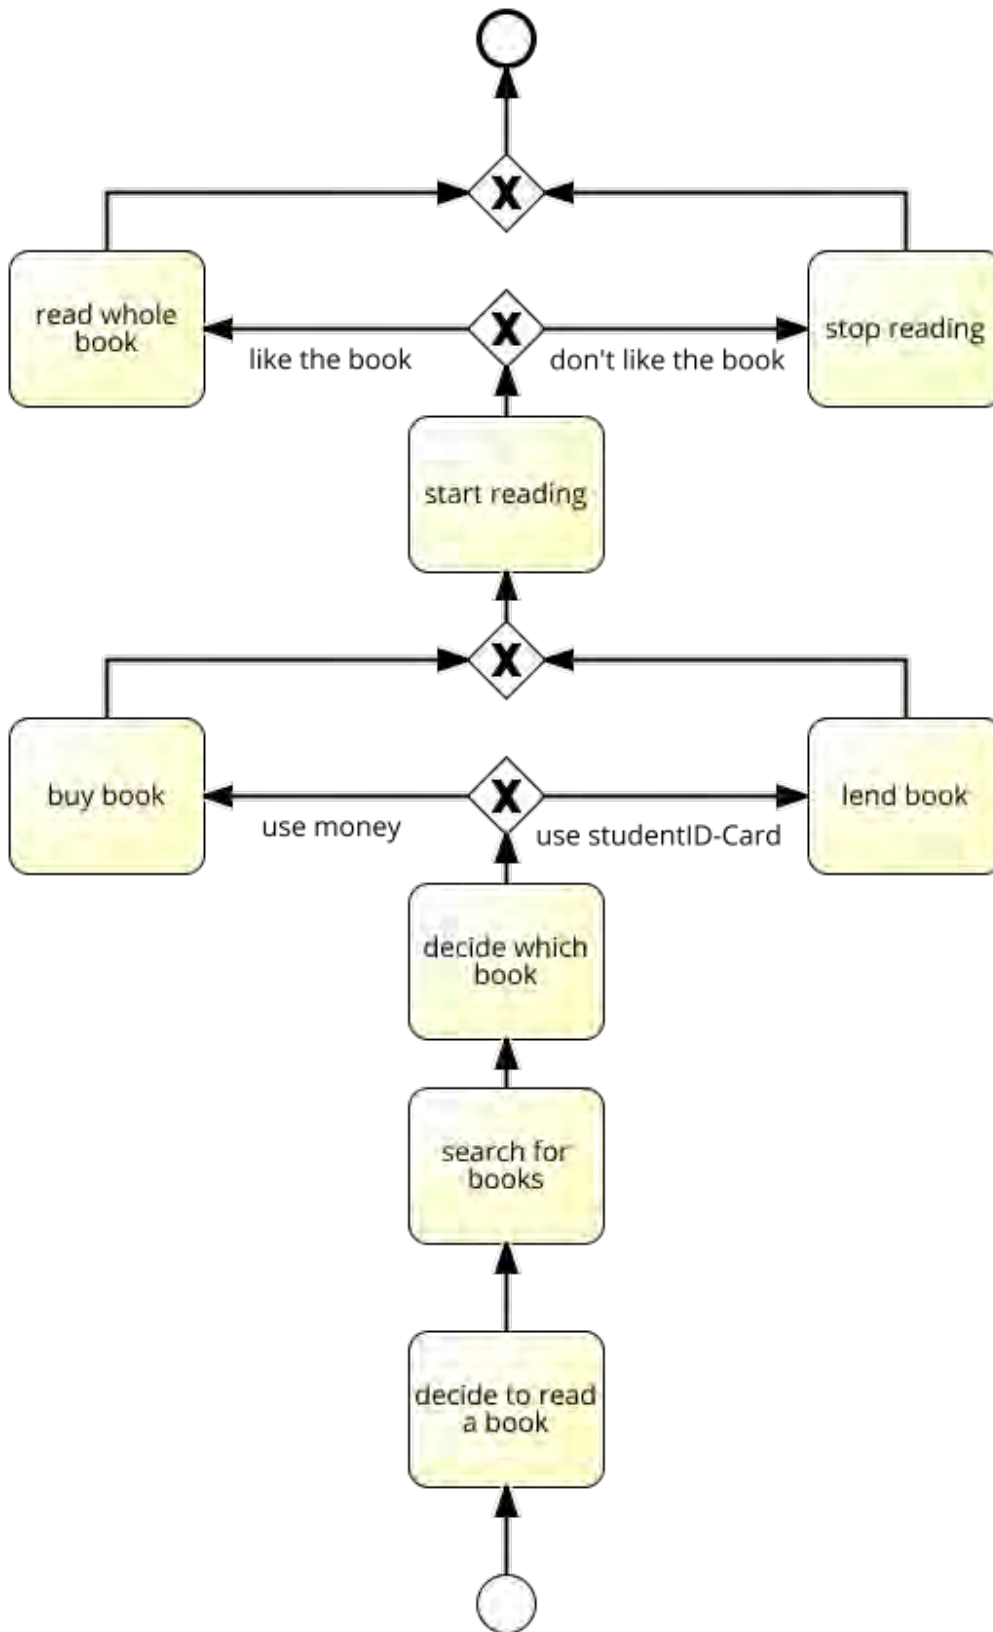 X
read whole
book
X
stop reading
like the book
don't like the book
start reading
X
buy book
X
lend book
use money
use studentID-Card
decide which
book
search for
books
decide to read
a book